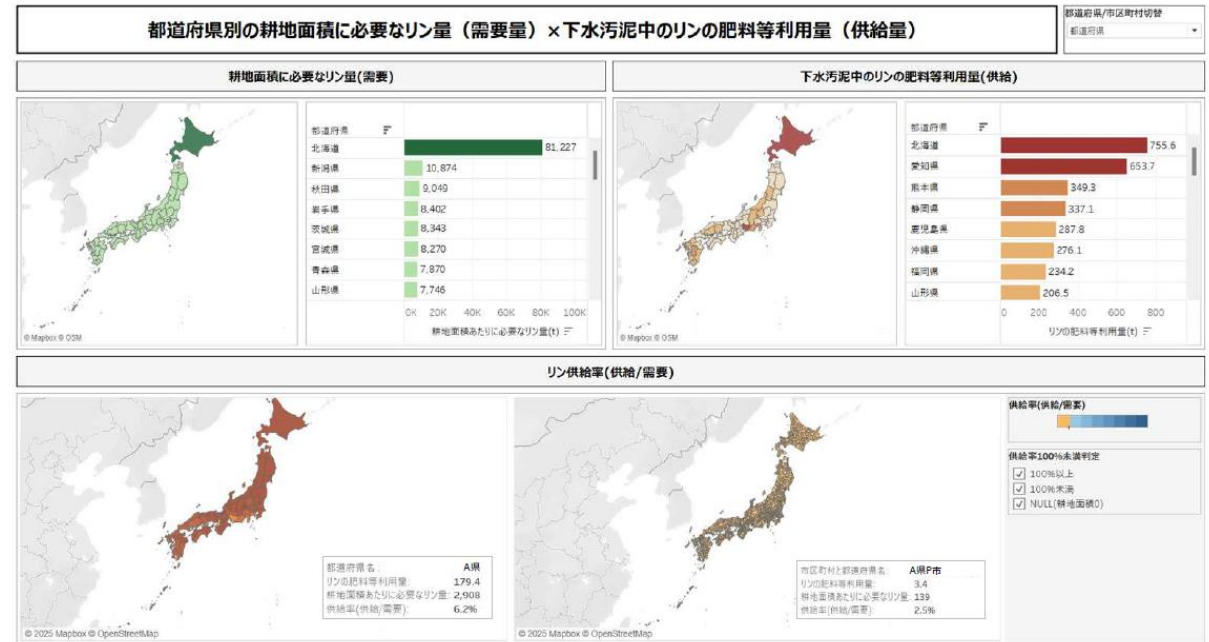 都道府県別の耕地面積に必要なリン量（需要量）×下水汚泥中のリンの肥料等利用量（供給量）
都道府県/市区町村切替
都道府県
耕地面積に必要なリン量(需要)
都道府県
北海道 81,227
新潟県 10,874
秋田県 9,049
岩手県 8,402
茨城県 8,343
宮城県 8,270
青森県 7,870
山形県 7,746
0K 20K 40K 60K 80K 100K
耕地面積あたりに必要なリン量(t)
© Mapbox © OSM
下水汚泥中のリンの肥料等利用量(供給)
都道府県
北海道 755.6
愛知県 653.7
熊本県 349.3
静岡県 337.1
鹿児島県 287.8
沖縄県 276.1
福岡県 234.2
山形県 206.5
0 200 400 600 800
リンの肥料等利用量(t)
© Mapbox © OSM
リン供給率(供給/需要)
都道府県名: A県
リンの肥料等利用量: 179.4
耕地面積あたりに必要なリン量: 2,908
供給率(供給/需要): 6.2%
© 2025 Mapbox © OpenStreetMap
市区町村と都道府県名: A県P市
リンの肥料等利用量: 3.4
耕地面積あたりに必要なリン量: 139
供給率(供給/需要): 2.5%
© 2025 Mapbox © OpenStreetMap
供給率(供給/需要)
供給率100%未満判定
100%以上
100%未満
NULL(耕地面積0)